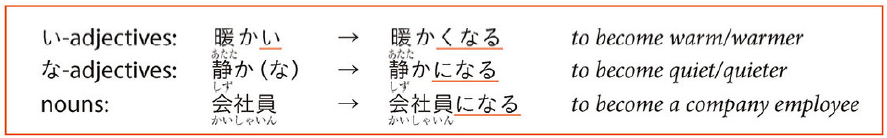 い-adjectives: 暖かい → 暖かくなる to become warm/warmer
あたた あたた
な-adjectives: 静か (な) → 静かになる to become quiet/quieter
しず しず
nouns: 会社員 → 会社員になる to become a company employee
かいしゃいん かいしゃいん